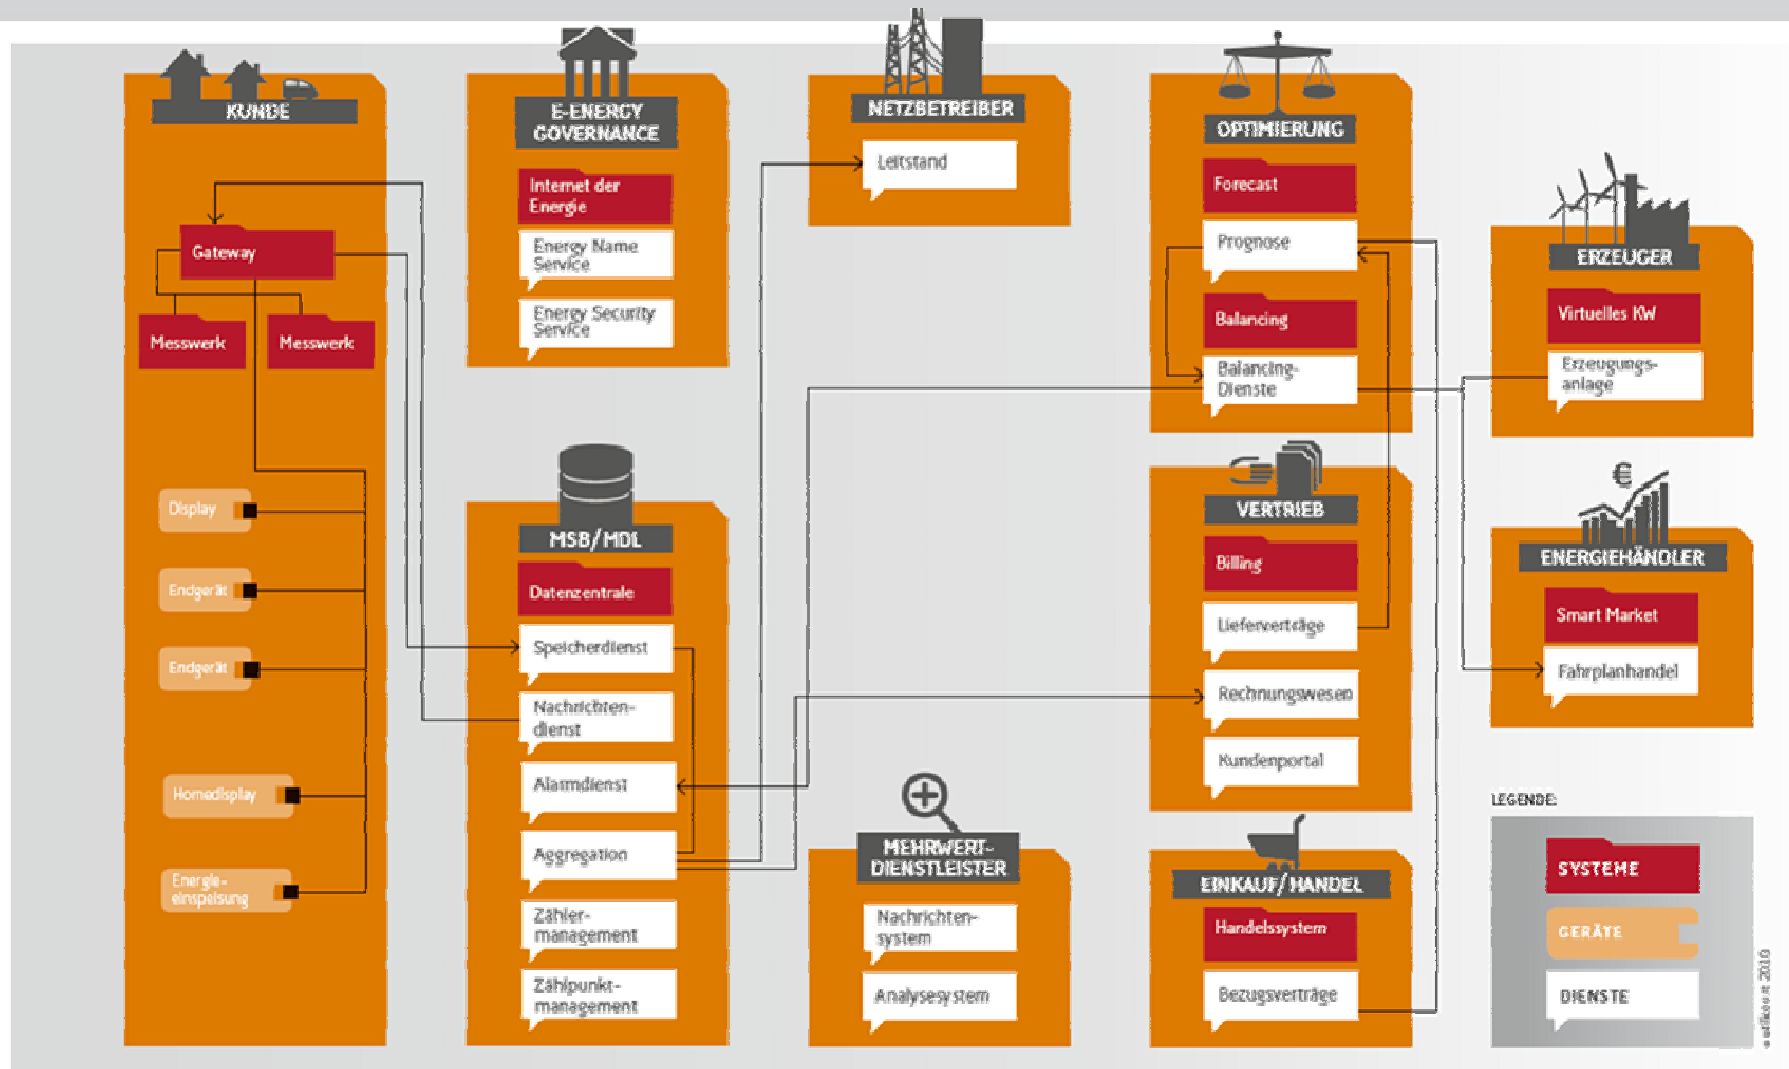 KUNDE
Gateway
Messwerk
Messwerk
Display
Endgerät
Endgerät
Homedisplay
Energie-
einspeisung
E-ENERGY
GOVERNANCE
Internet der
Energie
Energy Name
Service
Energy Security
Service
MSB/MDL
Datenzentrale
Speicherdienst
Nachrichten-
dienst
Alarmdienst
Aggregation
Zähler-
management
Zählpunkt-
management
NETZBETREIBER
Leitstand
MEHRWERT-
DIENSTLEISTER
Nachrichten-
system
Analysesystem
OPTIMIERUNG
Forecast
Prognose
Balancing
Balancing-
Dienste
VERTRIEB
Billing
Lieferverträge
Rechnungswesen
Kundenportal
EINKAUF/HANDEL
Handelssystem
Bezugsverträge
ERZEUGER
Virtuelles KW
Erzeugungs-
anlage
€
ENERGIEHÄNDLER
Smart Market
Fahrplanhandel
LEGENDE:
SYSTEME
GERÄTE
DIENSTE
2010